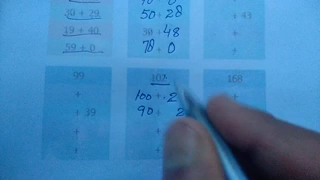 30 + 29
50 + 28
+ 43
19 + 40
30 + 48
59 + 0
78 + 0
99
102
168
+
100 + 2
+
+ 39
90 +
2
+
+
+
+
+